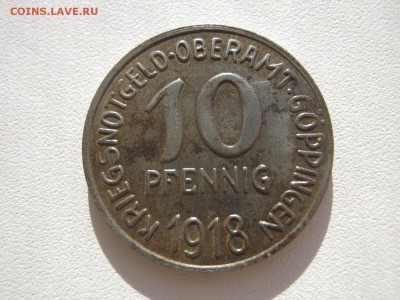 COINS.LAVE.RU
KRIEGSNOTGELD·OBERAMT·GÖPPINGEN
10
PFENNIG
1918